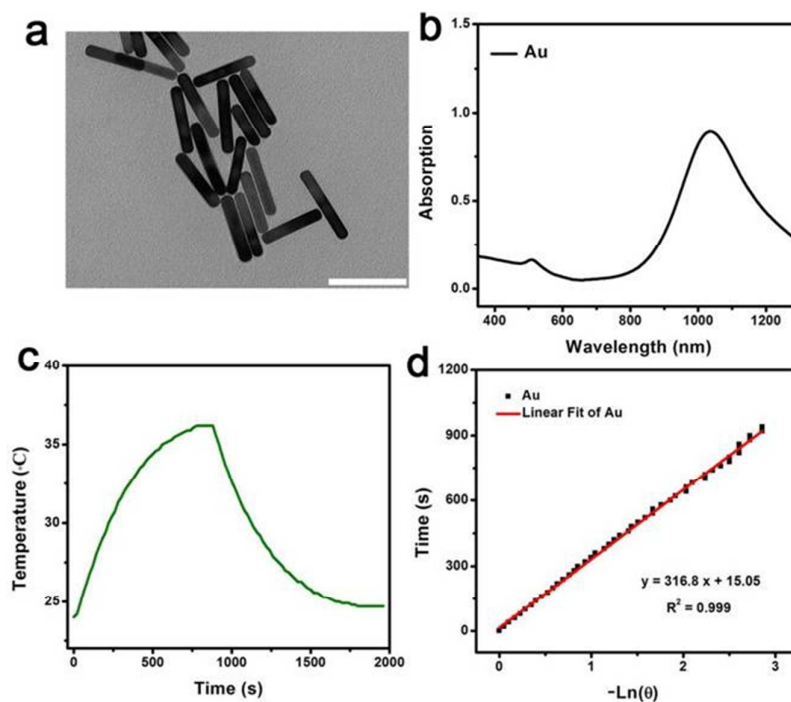 a
b
Au
1.5
1.0
0.5
0.0
Absorption
400 600 800 1000 1200
Wavelength (nm)
c
40
35
30
25
Temperature (◦C)
0 500 1000 1500 2000
Time (s)
d
Au
Linear Fit of Au
1200
900
600
300
0
Time (s)
y = 316.8 x + 15.05
R² = 0.999
0 1 2 3
-Ln(θ)